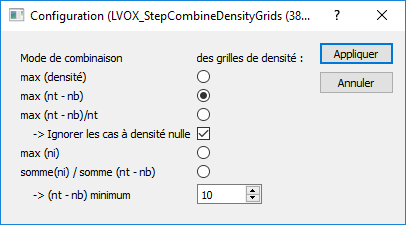 Configuration (LVOX_StepCombineDensityGrids (38...
Mode de combinaison des grilles de densité :
Appliquer
max (densité)
Annuler
max (nt - nb)
max (nt - nb)/nt
-> Ignorer les cas à densité nulle
max (ni)
somme(ni) / somme (nt - nb)
-> (nt - nb) minimum 10